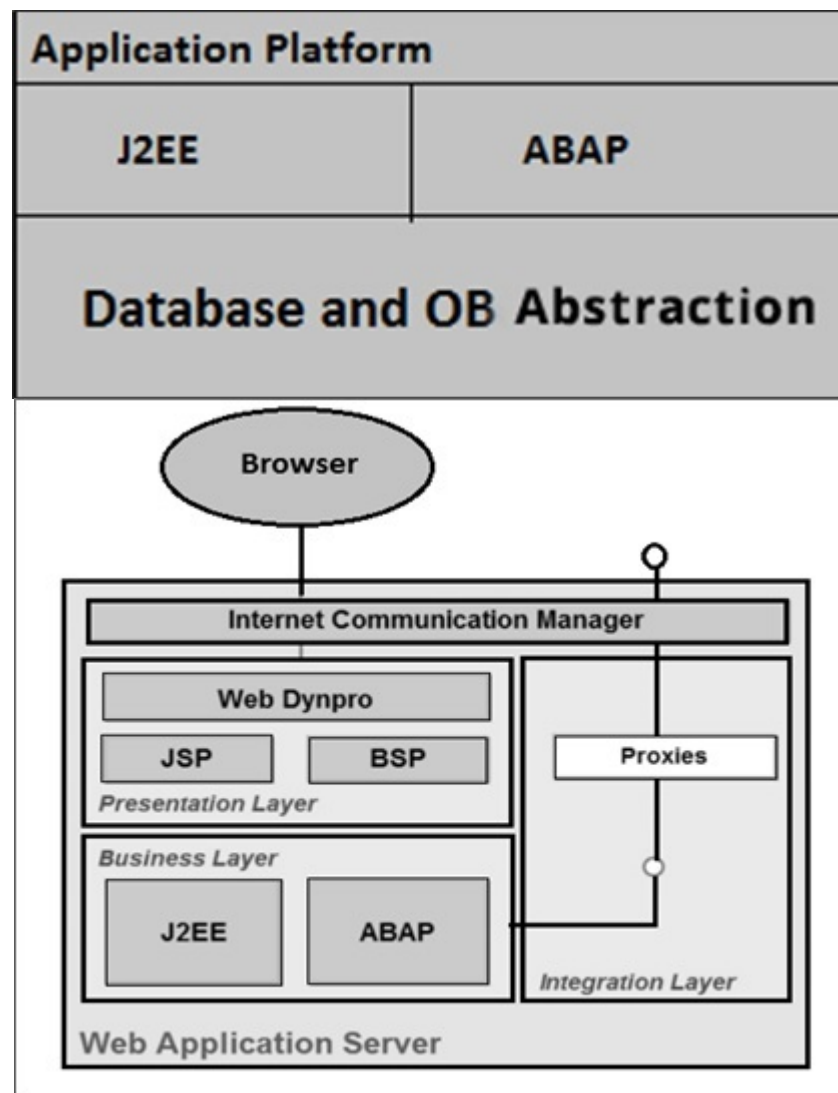 Application Platform
J2EE
ABAP
Database and OB Abstraction
Browser
Internet Communication Manager
Web Dynpro
JSP
BSP
Presentation Layer
Proxies
Business Layer
J2EE
ABAP
Integration Layer
Web Application Server